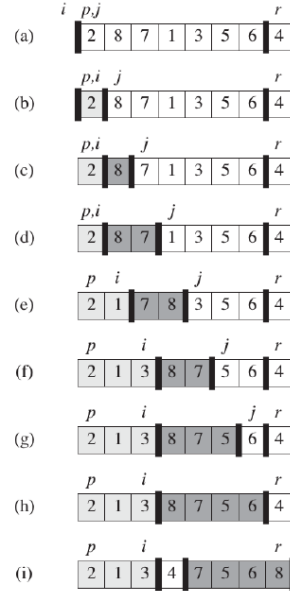 i p,j r
(a) 2 8 7 1 3 5 6 4
p,i j r
(b) 2 8 7 1 3 5 6 4
p,i j r
(c) 2 8 7 1 3 5 6 4
p,i j r
(d) 2 8 7 1 3 5 6 4
p i j r
(e) 2 1 7 8 3 5 6 4
p i j r
(f) 2 1 3 8 7 5 6 4
p i j r
(g) 2 1 3 8 7 5 6 4
p i r
(h) 2 1 3 8 7 5 6 4
p i r
(i) 2 1 3 4 7 5 6 8